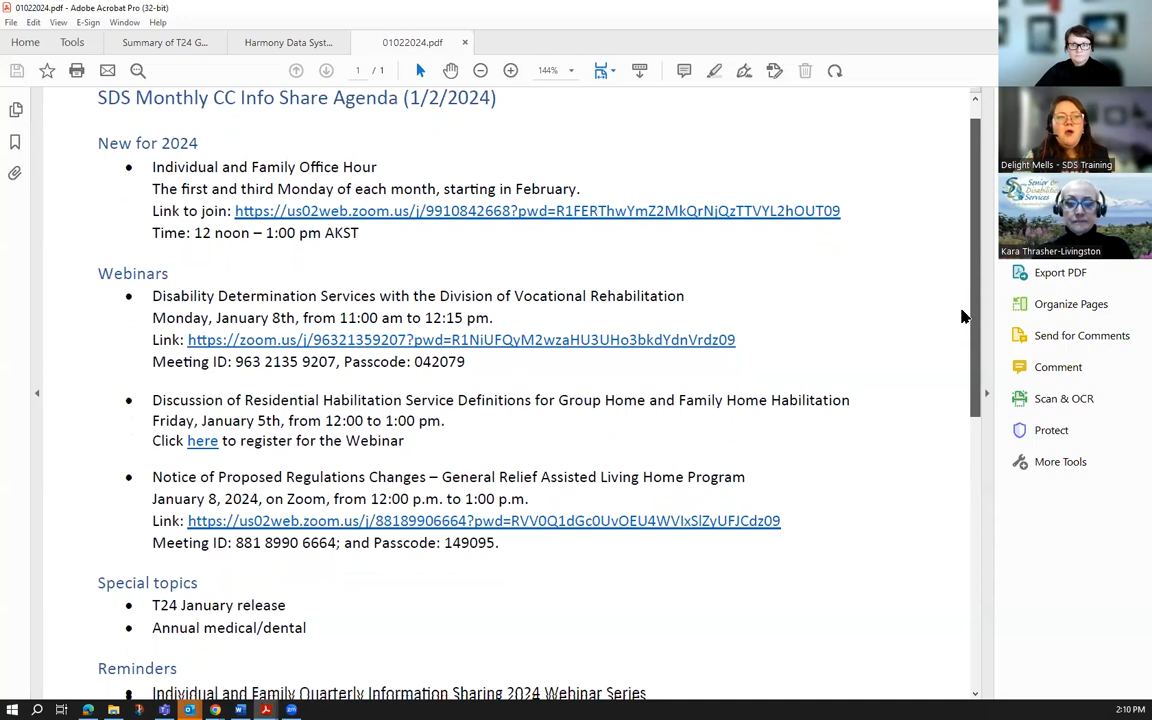 01022024.pdf - Adobe Acrobat Pro (32-bit)
File Edit View E-Sign Window Help
Home Tools Summary of T24 G... Harmony Data Syst... 01022024.pdf ×
1 / 1 144%
SDS Monthly CC Info Share Agenda (1/2/2024)
New for 2024
• Individual and Family Office Hour
The first and third Monday of each month, starting in February.
Link to join: https://us02web.zoom.us/j/9910842668?pwd=R1FERThwYmZ2MkQrNjQzTTVYL2hOUT09
Time: 12 noon – 1:00 pm AKST
Webinars
• Disability Determination Services with the Division of Vocational Rehabilitation
Monday, January 8th, from 11:00 am to 12:15 pm.
Link: https://zoom.us/j/96321359207?pwd=R1NiUFQyM2wzaHU3UHo3bkdYdnVrdz09
Meeting ID: 963 2135 9207, Passcode: 042079
• Discussion of Residential Habilitation Service Definitions for Group Home and Family Home Habilitation
Friday, January 5th, from 12:00 to 1:00 pm.
Click here to register for the Webinar
• Notice of Proposed Regulations Changes – General Relief Assisted Living Home Program
January 8, 2024, on Zoom, from 12:00 p.m. to 1:00 p.m.
Link: https://us02web.zoom.us/j/88189906664?pwd=RVV0Q1dGc0UvOEU4WVIxSlZyUFJCdz09
Meeting ID: 881 8990 6664; and Passcode: 149095.
Special topics
• T24 January release
• Annual medical/dental
Reminders
• Individual and Family Quarterly Information Sharing 2024 Webinar Series
Delight Mells - SDS Training
Senior &
Disabilities
Services
Kara Thrasher-Livingston
Export PDF
Organize Pages
Send for Comments
Comment
Scan & OCR
Protect
More Tools
2:10 PM